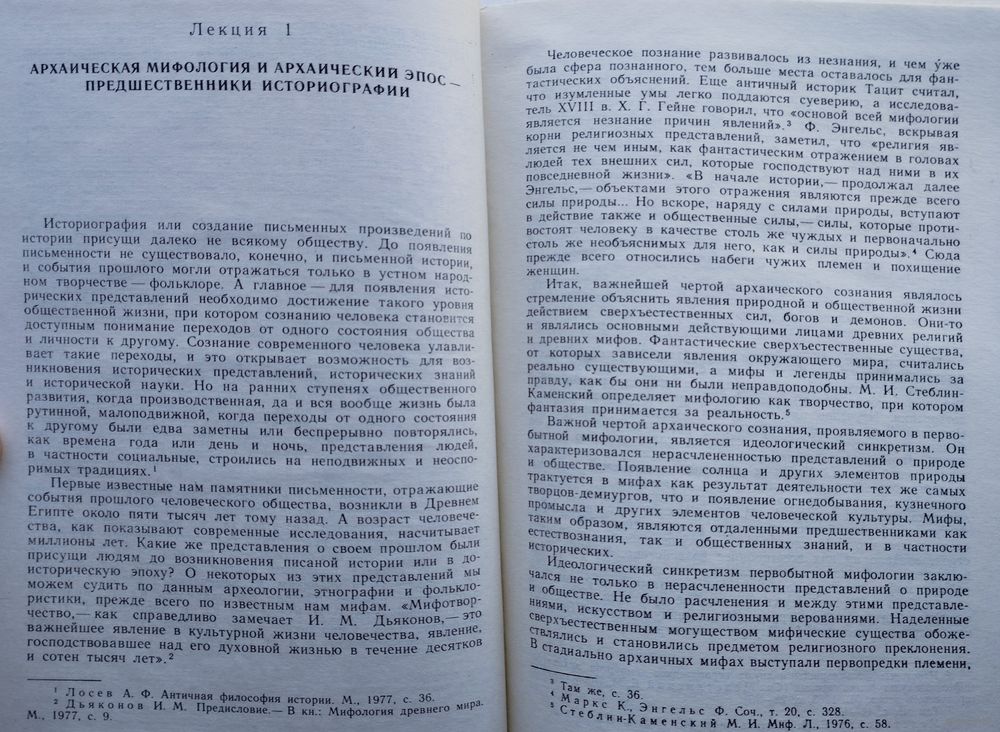 Лекция 1
АРХАИЧЕСКАЯ МИФОЛОГИЯ И АРХАИЧЕСКИЙ ЭПОС —
ПРЕДШЕСТВЕННИКИ ИСТОРИОГРАФИИ
Историография или создание письменных произведений по
истории присущи далеко не всякому обществу. До появления
письменности не существовало, конечно, и письменной истории,
и события прошлого могли отражаться только в устном народ-
ном творчестве — фольклоре. А главное — для появления исто-
рических представлений необходимо достижение такого уровня
общественной жизни, при котором сознанию человека становится
доступным понимание переходов от одного состояния общества
и личности к другому. Сознание современного человека улавли-
вает такие переходы, и это открывает возможность для воз-
никновения исторических представлений, исторических знаний
и исторической науки. Но на ранних ступенях общественного
развития, когда производственная, да и вся вообще жизнь была
рутинной, малоподвижной, когда переходы от одного состояния
к другому были едва заметны или беспрерывно повторялись,
как времена года или день и ночь, представления людей,
в частности социальные, строились на неподвижных и неоспо-
римых традициях.¹
Первые известные нам памятники письменности, отражающие
события прошлого человеческого общества, возникли в Древнем
Египте около пяти тысяч лет тому назад. А возраст человече-
ства, как показывают современные исследования, насчитывает
миллионы лет. Какие же представления о своем прошлом были
присущи людям до возникновения писаной истории или в до-
историческую эпоху? О некоторых из этих представлений мы
можем судить по данным археологии, этнографии и фолькло-
ристики, прежде всего по известным нам мифам. «Мифотвор-
чество,— как справедливо замечает И. М. Дьяконов,— это
важнейшее явление в культурной жизни человечества, явление,
господствовавшее над его духовной жизнью в течение десятков
и сотен тысяч лет».²
¹ Лосев А. Ф. Античная философия истории. М., 1977, с. 36.
² Дьяконов И. М. Предисловие.— В кн.: Мифология древнего мира.
М., 1977, с. 9.
Человеческое познание развивалось из незнания, и чем у́же
была сфера познанного, тем больше места оставалось для фан-
тастических объяснений. Еще античный историк Тацит считал,
что изумленные умы легко поддаются суеверию, а исследова-
тель XVIII в. Х. Г. Гейне говорил, что «основой всей мифологии
является незнание причин явлений».³ Ф. Энгельс, вскрывая
корни религиозных представлений, заметил, что «религия яв-
ляется не чем иным, как фантастическим отражением в головах
людей тех внешних сил, которые господствуют над ними в их
повседневной жизни». «В начале истории,— продолжал далее
Энгельс,— объектами этого отражения являются прежде всего
силы природы... Но вскоре, наряду с силами природы, вступают
в действие также и общественные силы,— силы, которые проти-
востоят человеку в качестве столь же чуждых и первоначально
столь же необъяснимых для него, как и силы природы».⁴ Сюда
прежде всего относились набеги чужих племен и похищение
женщин.
Итак, важнейшей чертой архаического сознания являлось
стремление объяснить явления природной и общественной жизни
действием сверхъестественных сил, богов и демонов. Они-то
и являлись основными действующими лицами древних религий
и древних мифов. Фантастические сверхъестественные существа,
от которых зависели явления окружающего мира, считались
реально существующими, а мифы и легенды принимались за
правду, как бы они ни были неправдоподобны. М. И. Стеблин-
Каменский определяет мифологию как творчество, при котором
фантазия принимается за реальность.⁵
Важной чертой архаического сознания, проявляемого в перво-
бытной мифологии, является идеологический синкретизм. Он
характеризовался нерасчлененностью представлений о природе
и обществе. Появление солнца и других элементов природы
трактуется в мифах как результат деятельности тех же самых
творцов-демиургов, что и появление огнедобывания, кузнечного
промысла и других элементов человеческой культуры. Мифы,
таким образом, являются отдаленными предшественниками как
естествознания, так и общественных знаний, и в частности
исторических.
Идеологический синкретизм первобытной мифологии заклю-
чался не только в нерасчлененности представлений о природе
и обществе. Не было расчленения и между этими представле-
ниями, искусством и религиозными верованиями. Наделенные
сверхъестественным могуществом мифические существа обоже-
ствлялись и становились предметом религиозного преклонения.
В стадиально архаичных мифах выступали первопредки племени,
³ Там же, с. 36.
⁴ Маркс К., Энгельс Ф. Соч., т. 20, с. 328.
⁵ Стеблин-Каменский М. И. Миф. Л., 1976, с. 58.